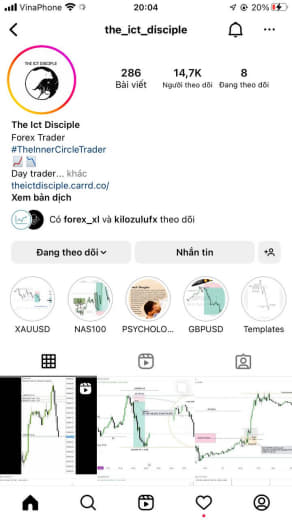 VinaPhone
20:04
20%
the_ict_disciple
THE ICT DISCIPLE
286
Bài viết
14,7K
Người theo dõi
8
Đang theo dõi
The Ict Disciple
Forex Trader
#TheInnerCircleTrader
Day trader... khác
theictdisciple.carrd.co/
Xem bản dịch
Có forex_xl và kilozulufx theo dõi
Đang theo dõi
Nhắn tin
XAUUSD
NAS100
PSYCHOLO...
GBPUSD
Templates